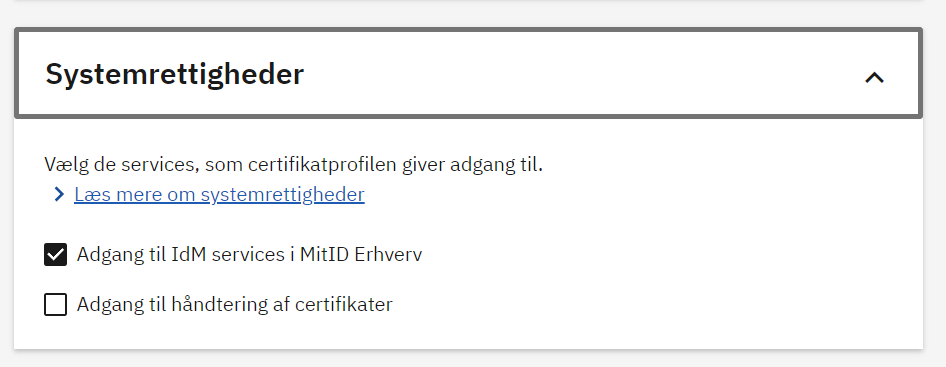 Systemrettigheder
Vælg de services, som certifikatprofilen giver adgang til.
Læs mere om systemrettigheder
Adgang til IdM services i MitID Erhverv
Adgang til håndtering af certifikater